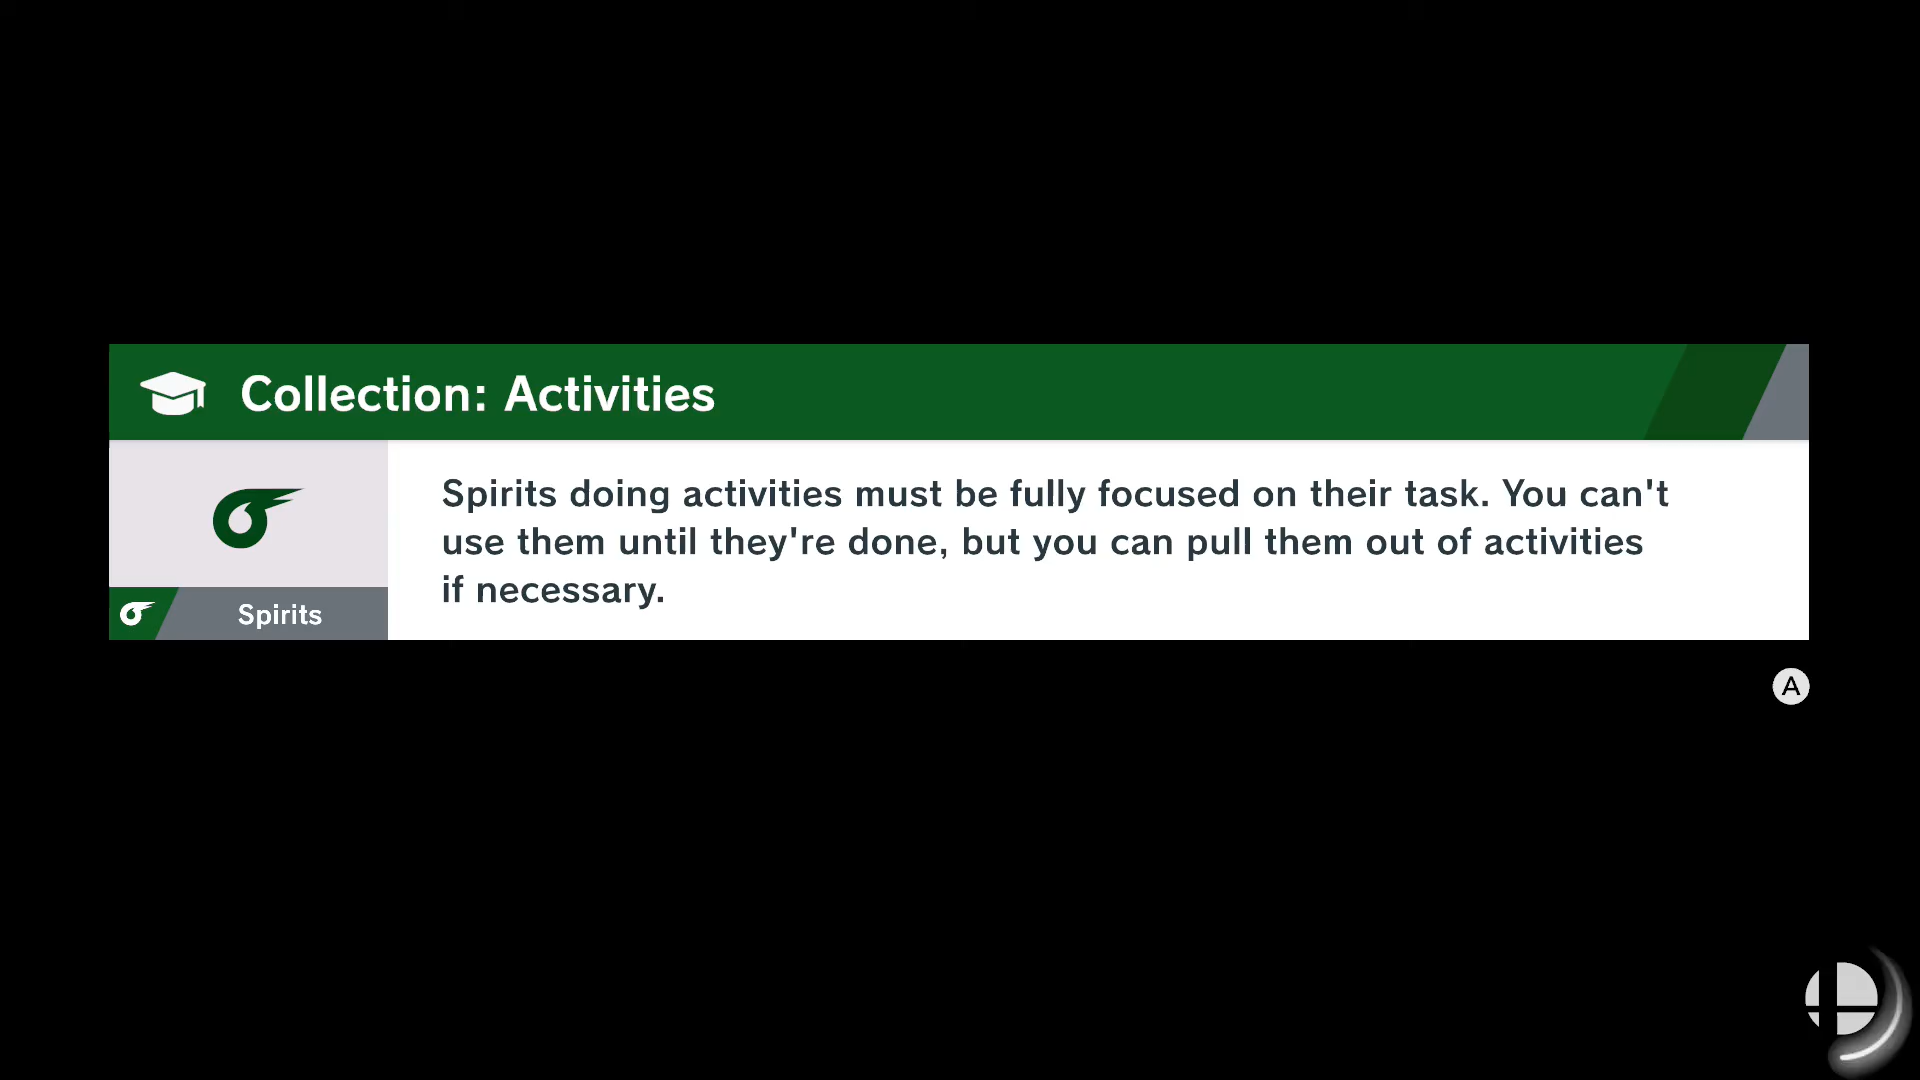 Collection: Activities
Spirits doing activities must be fully focused on their task. You can't
use them until they're done, but you can pull them out of activities
if necessary.
Spirits
A